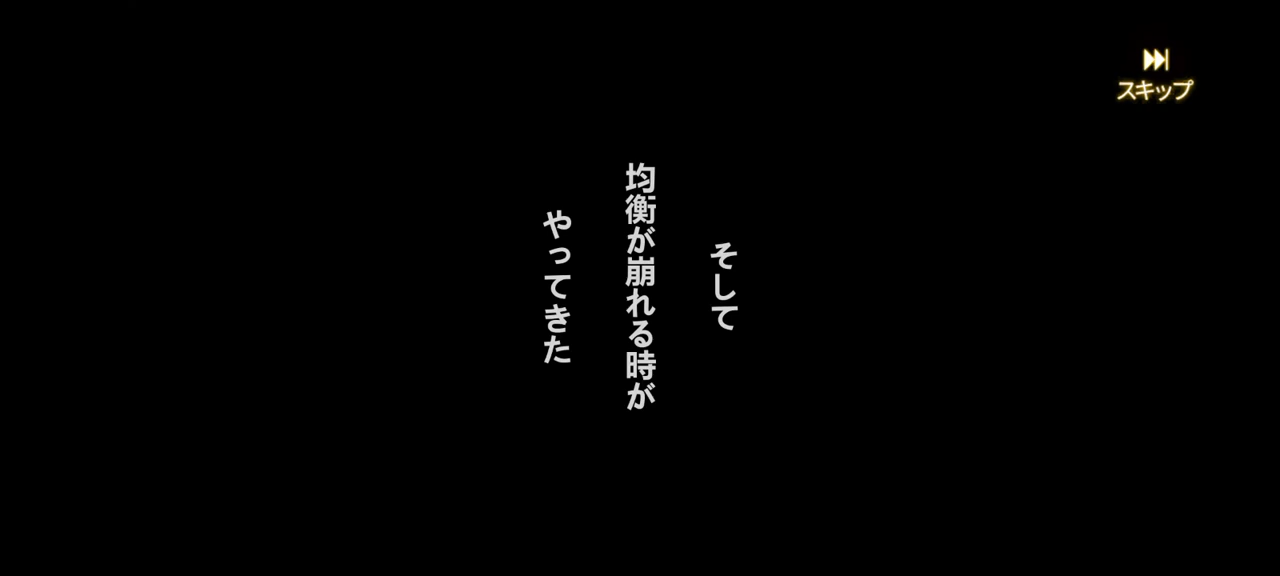 スキップ
そして
均衡が崩れる時が
やってきた